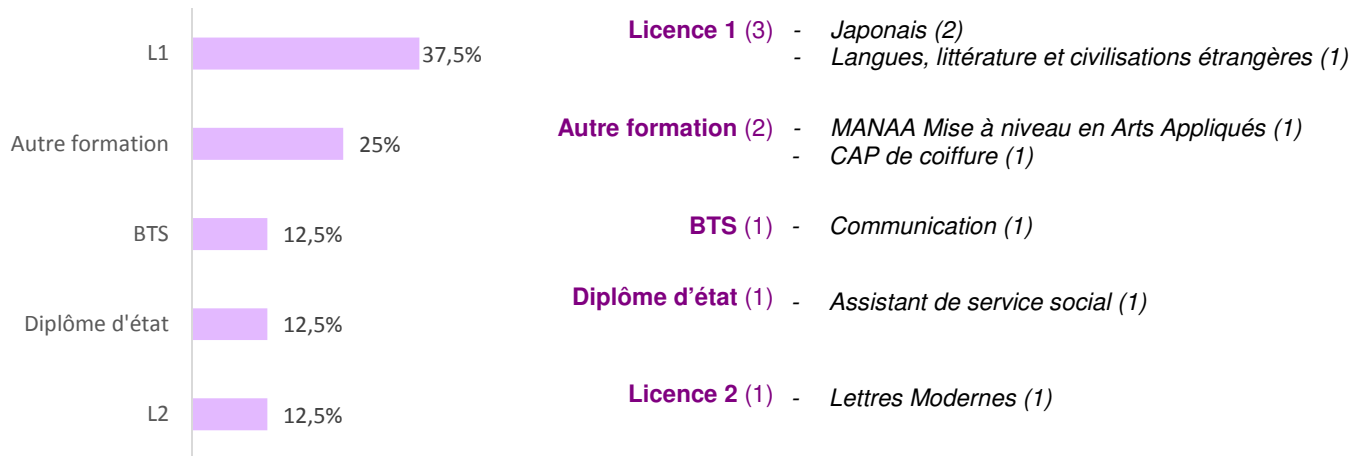 L1
37,5%
Autre formation
25%
BTS
12,5%
Diplôme d'état
12,5%
L2
12,5%
Licence 1 (3) - Japonais (2)
- Langues, littérature et civilisations étrangères (1)
Autre formation (2) - MANAA Mise à niveau en Arts Appliqués (1)
- CAP de coiffure (1)
BTS (1) - Communication (1)
Diplôme d’état (1) - Assistant de service social (1)
Licence 2 (1) - Lettres Modernes (1)